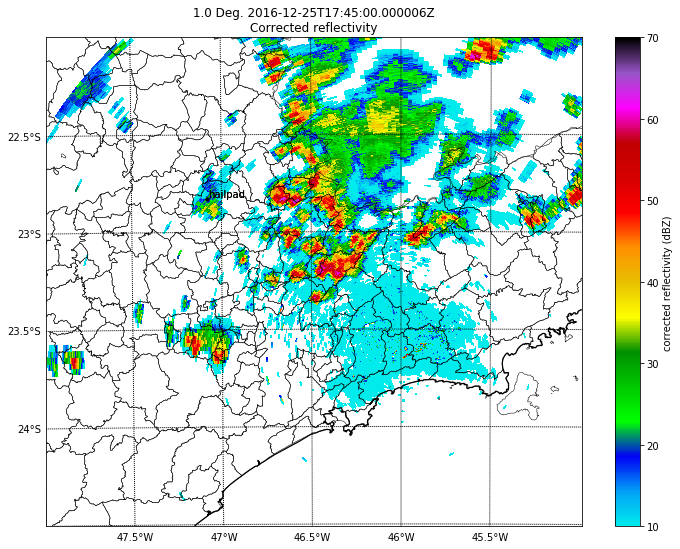 1.0 Deg. 2016-12-25T17:45:00.000006Z
Corrected reflectivity
22.5°S
23°S
23.5°S
24°S
47.5°W
47°W
46.5°W
46°W
45.5°W
hailpad
70
60
50
40
30
20
10
corrected reflectivity (dBZ)